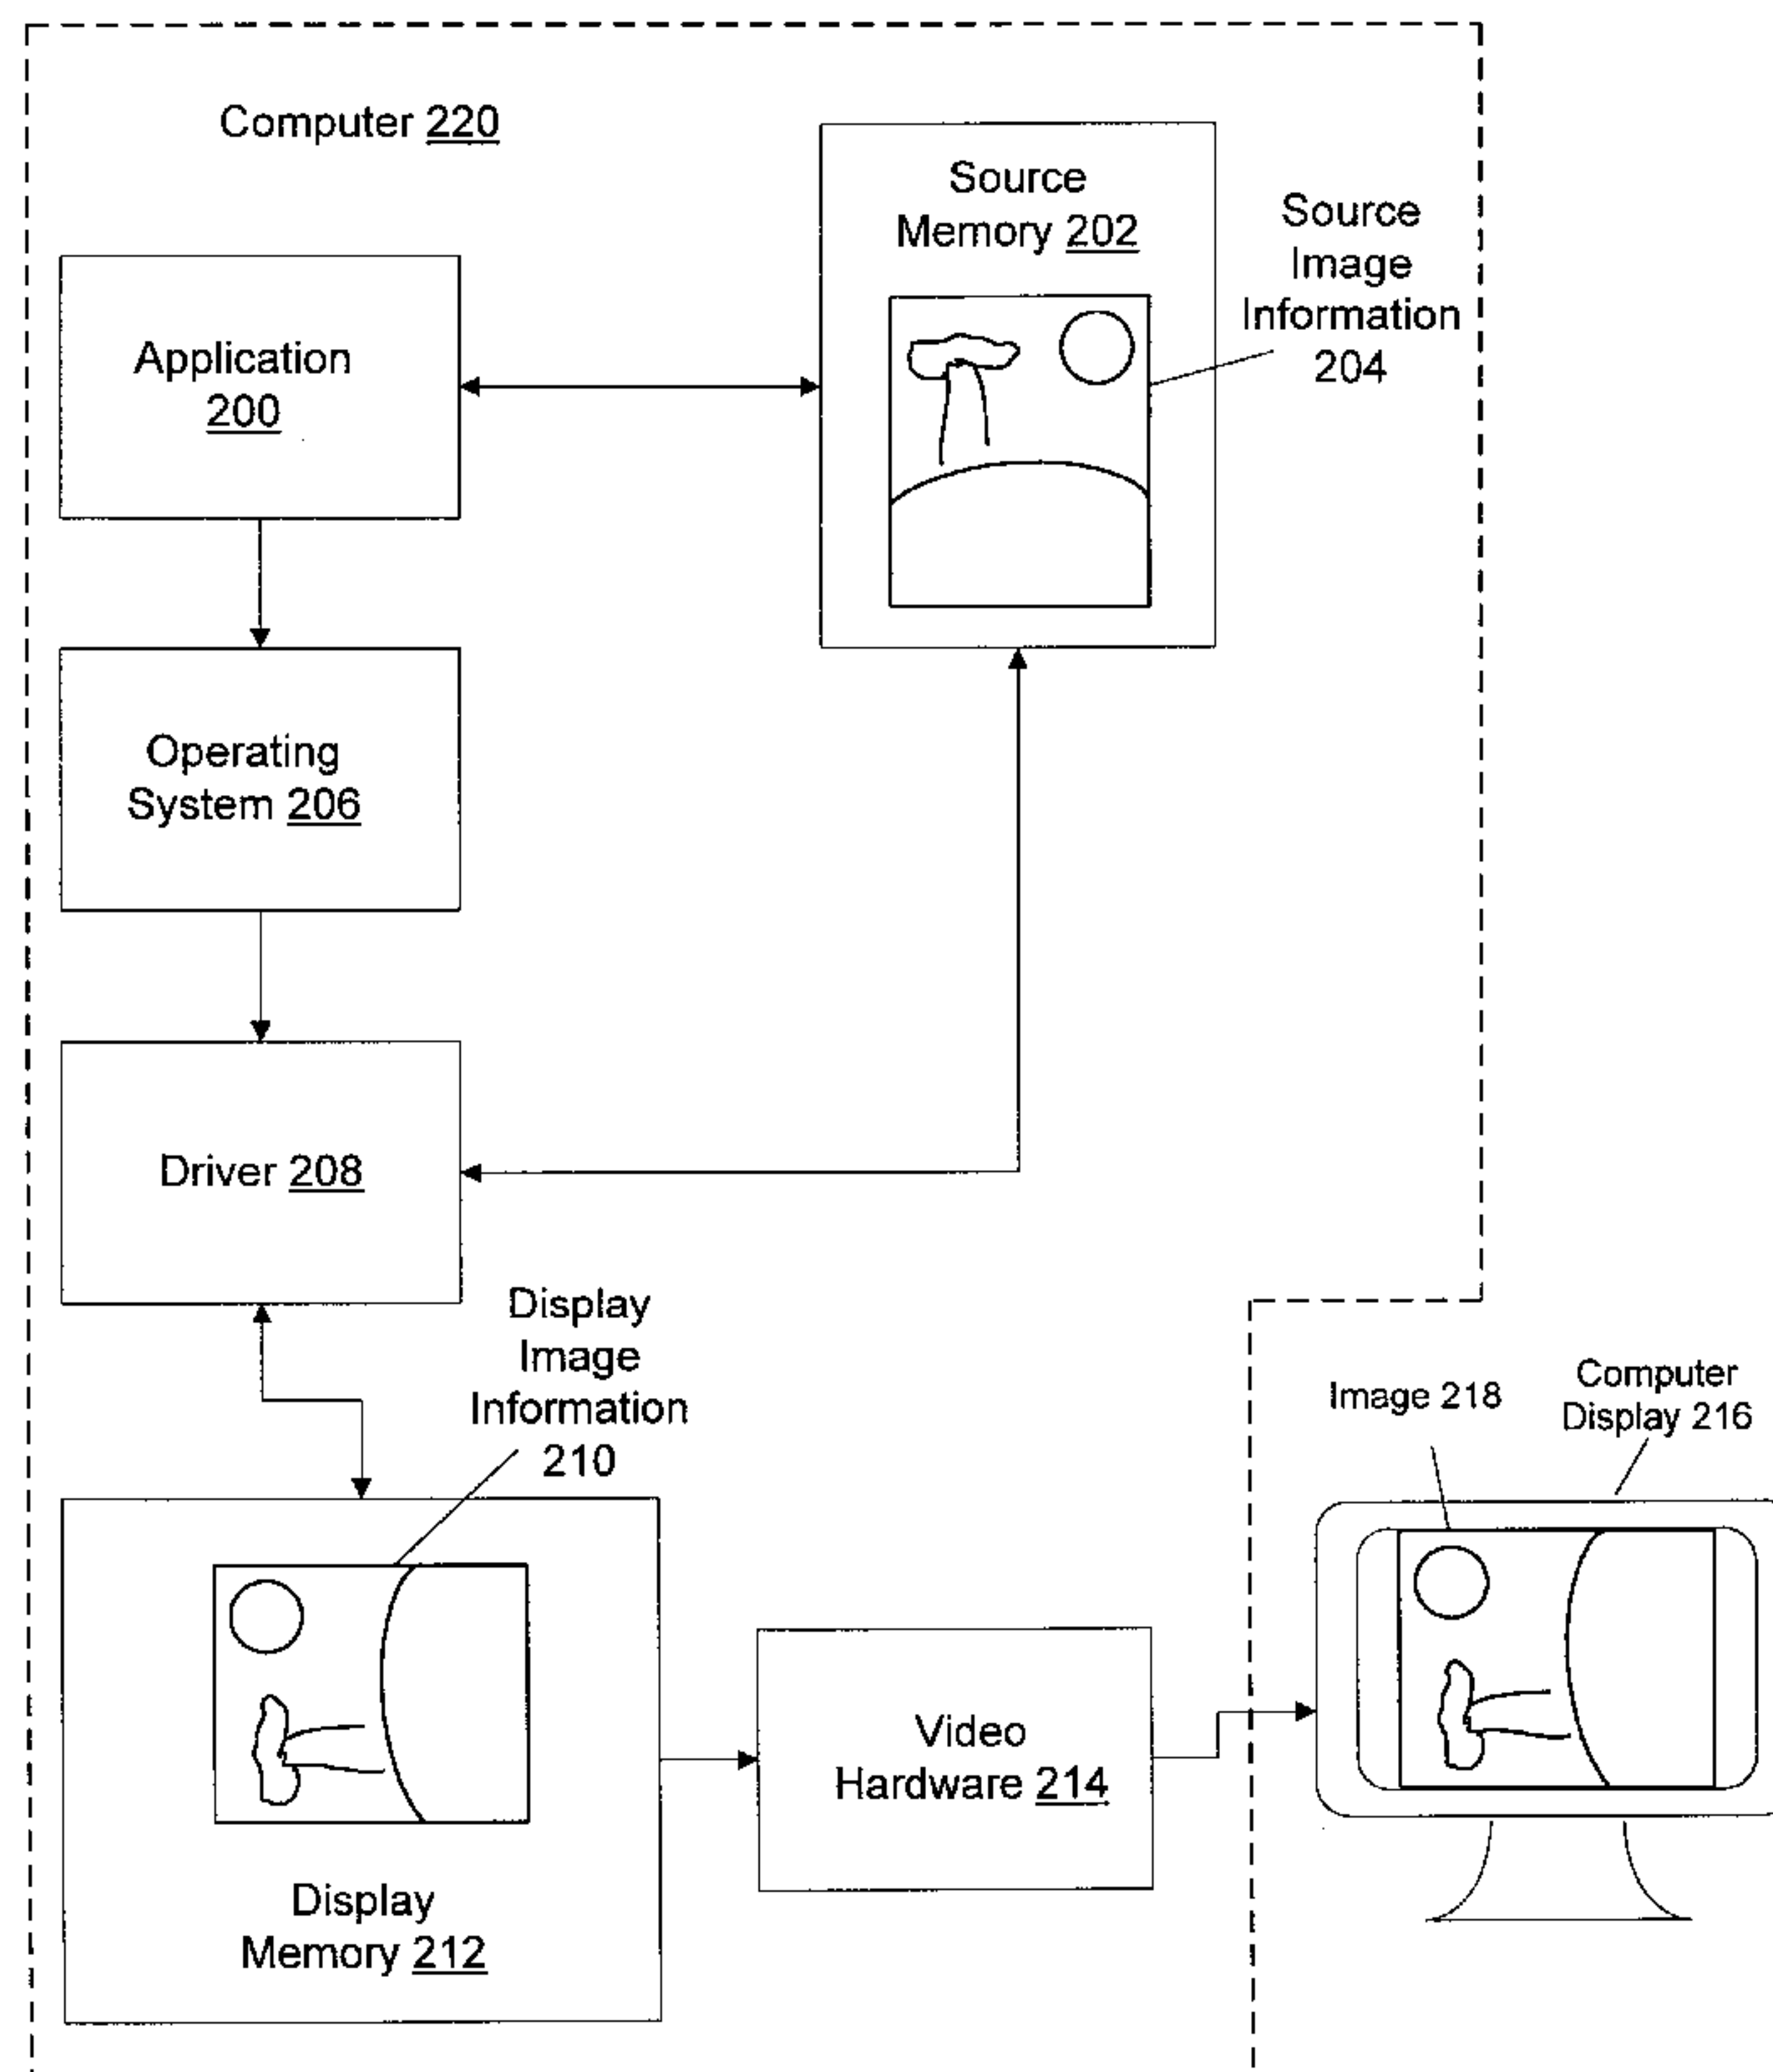 Computer 220
Source
Memory 202
Source
Image
Information
204
Application
200
Operating
System 206
Driver 208
Display
Image
Information
210
Image 218
Computer
Display 216
Video
Hardware 214
Display
Memory 212